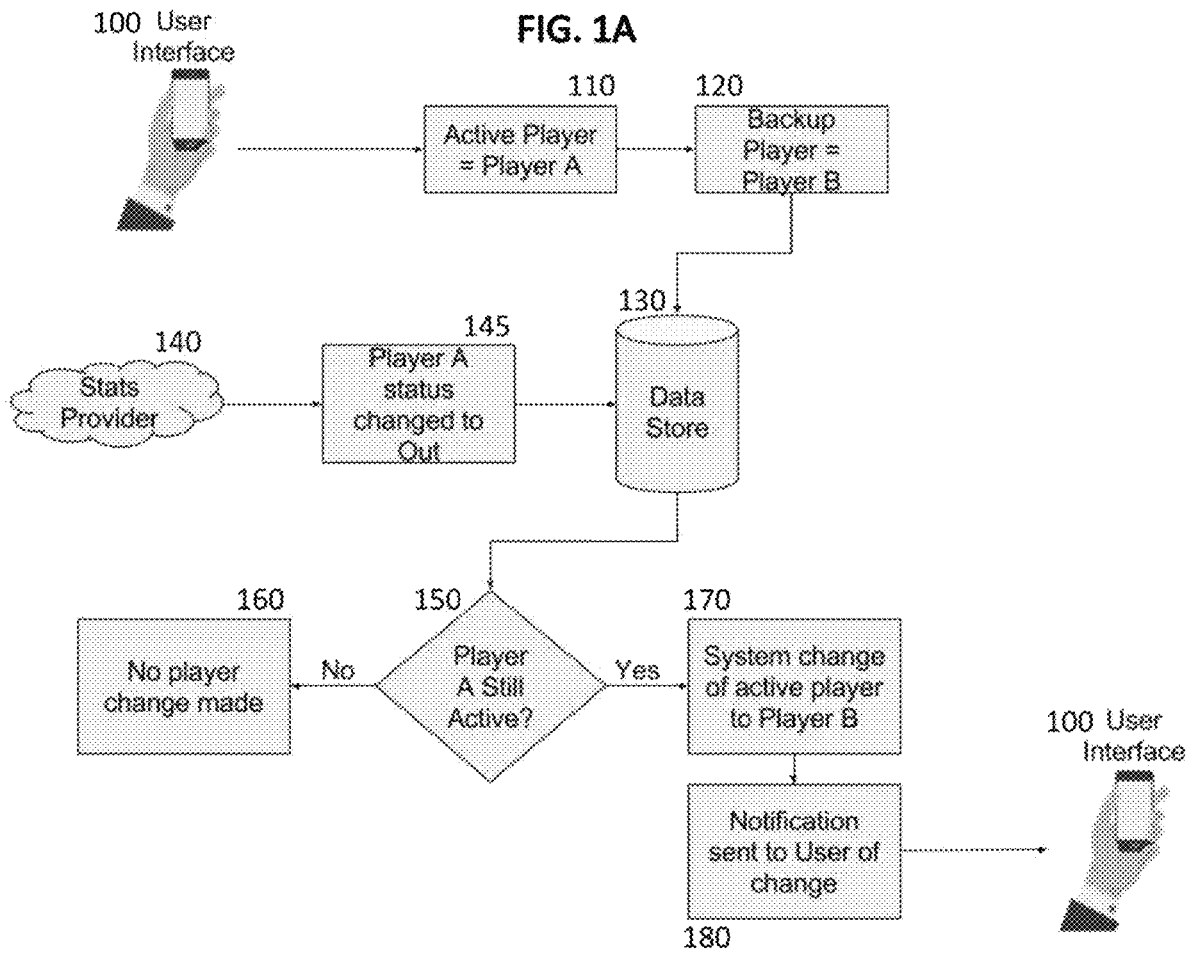 FIG. 1A
100 User
Interface
110
Active Player
= Player A
120
Backup
Player =
Player B
130
Data
Store
140
Stats
Provider
145
Player A
status
changed to
Out
150
Player
A Still
Active?
No
160
No player
change made
Yes
170
System change
of active player
to Player B
Notification
sent to User of
change
180
100 User
Interface